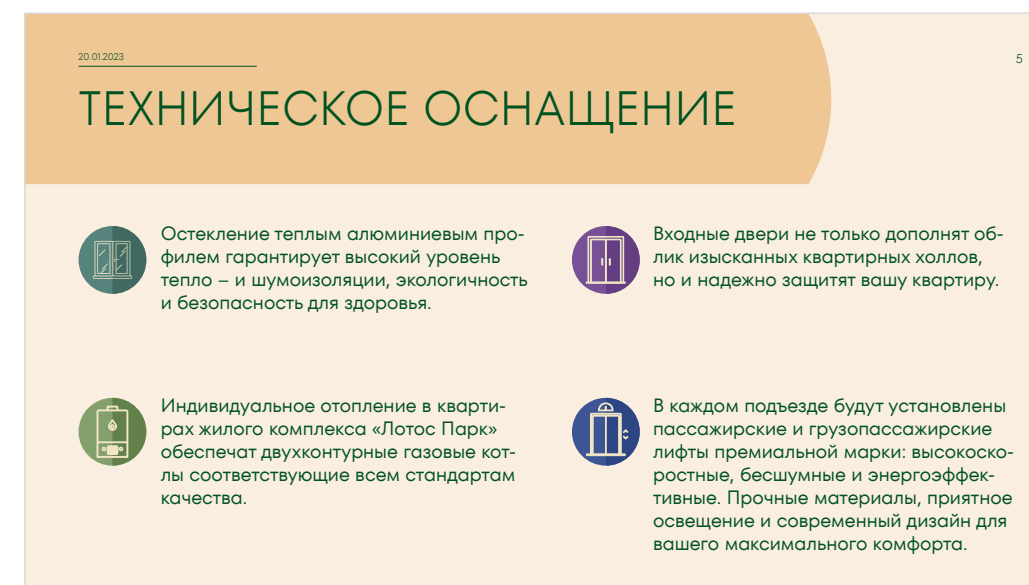 20.01.2023
5
ТЕХНИЧЕСКОЕ ОСНАЩЕНИЕ
Остекление теплым алюминиевым про-
филем гарантирует высокий уровень
тепло – и шумоизоляции, экологичность
и безопасность для здоровья.
Входные двери не только дополнят об-
лик изысканных квартирных холлов,
но и надежно защитят вашу квартиру.
Индивидуальное отопление в кварти-
рах жилого комплекса «Лотос Парк»
обеспечат двухконтурные газовые кот-
лы соответствующие всем стандартам
качества.
В каждом подъезде будут установлены
пассажирские и грузопассажирские
лифты премиальной марки: высокоско-
ростные, бесшумные и энергоэффек-
тивные. Прочные материалы, приятное
освещение и современный дизайн для
вашего максимального комфорта.